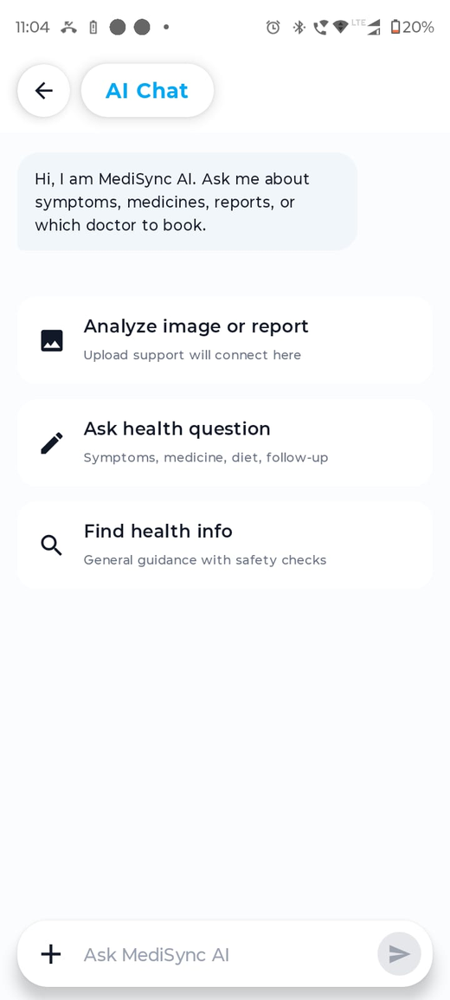 11:04
LTE
20%
AI Chat
Hi, I am MediSync AI. Ask me about
symptoms, medicines, reports, or
which doctor to book.
Analyze image or report
Upload support will connect here
Ask health question
Symptoms, medicine, diet, follow-up
Find health info
General guidance with safety checks
Ask MediSync AI